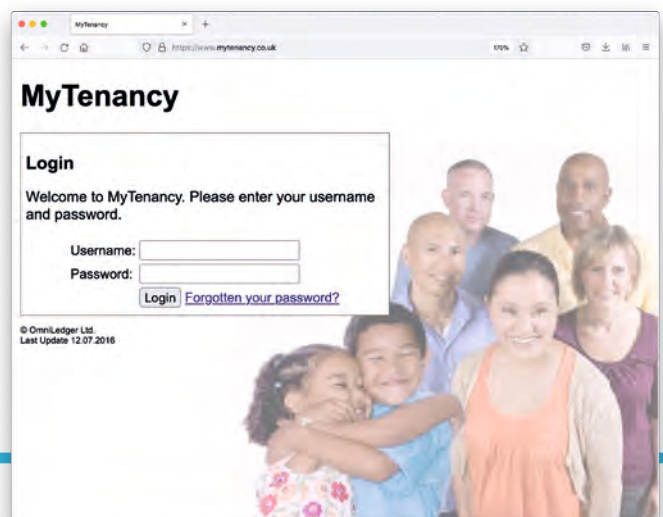 MyTenancy
https://www.mytenancy.co.uk
170%
MyTenancy
Login
Welcome to MyTenancy. Please enter your username
and password.
Username:
Password:
Login Forgotten your password?
© OmniLedger Ltd.
Last Update 12.07.2016